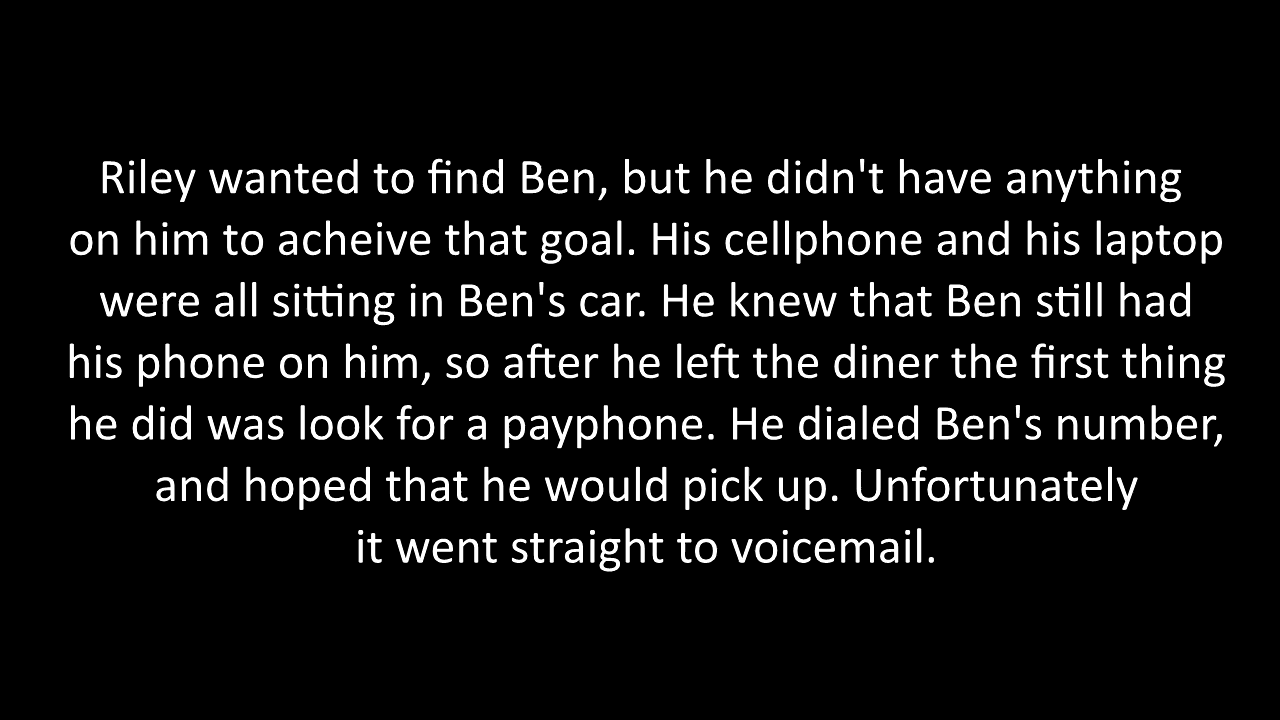 Riley wanted to find Ben, but he didn't have anything
on him to acheive that goal. His cellphone and his laptop
were all sitting in Ben's car. He knew that Ben still had
his phone on him, so after he left the diner the first thing
he did was look for a payphone. He dialed Ben's number,
and hoped that he would pick up. Unfortunately
it went straight to voicemail.